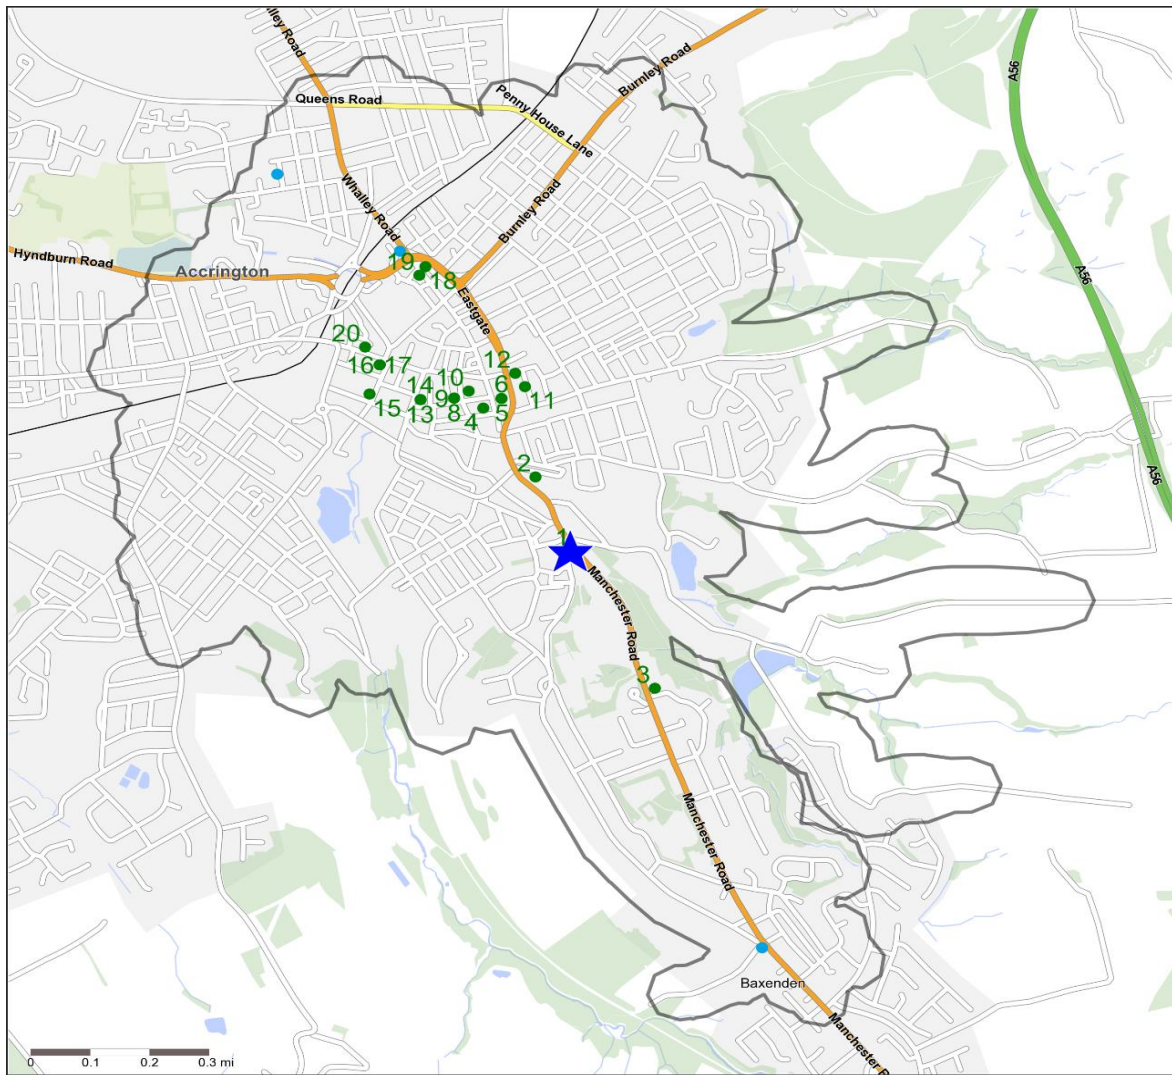 alley Road
Burnley Road
A56
Queens Road
Penny House Lane
Whalley Road
Burnley Road
Hyndburn Road
Accrington
19
18
Eastgate
A56
20
16
17
12
10
6
14
9
11
15
13
8
4
5
2
A56
1
Manchester Road
3
Manchester Road
Baxenden
Manchester R
0
0.1
0.2
0.3 mi